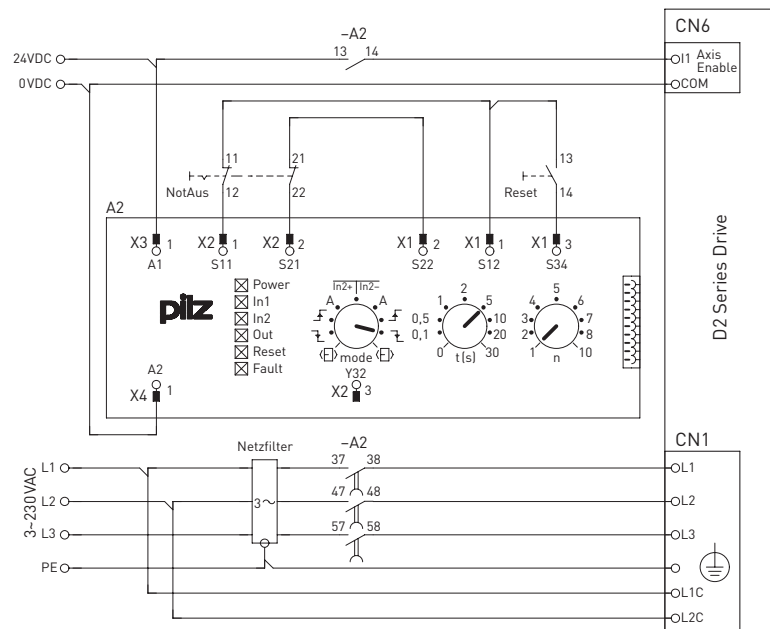 CN6
–A2
24VDC
13 14
I1 Axis Enable
0VDC
COM
11
21
13
NotAus
12
22
Reset
14
A2
X3 1
X2 1
X2 2
X1 2
X1 1
X1 3
A1
S11
S21
S22
S12
S34
pilz
Power
In1
In2
Out
Reset
Fault
In2+ In2–
A A
mode
0 0,1 0,5 1 2 5 10 20 30
t(s)
1 2 3 4 5 6 7 8 10
n
D2 Series Drive
A2
X4 1
Y32
X2 3
CN1
Netzfilter
–A2
3~230VAC
L1
37 38
L1
L2
3~
47 48
L2
L3
57 58
L3
PE
L1C
L2C